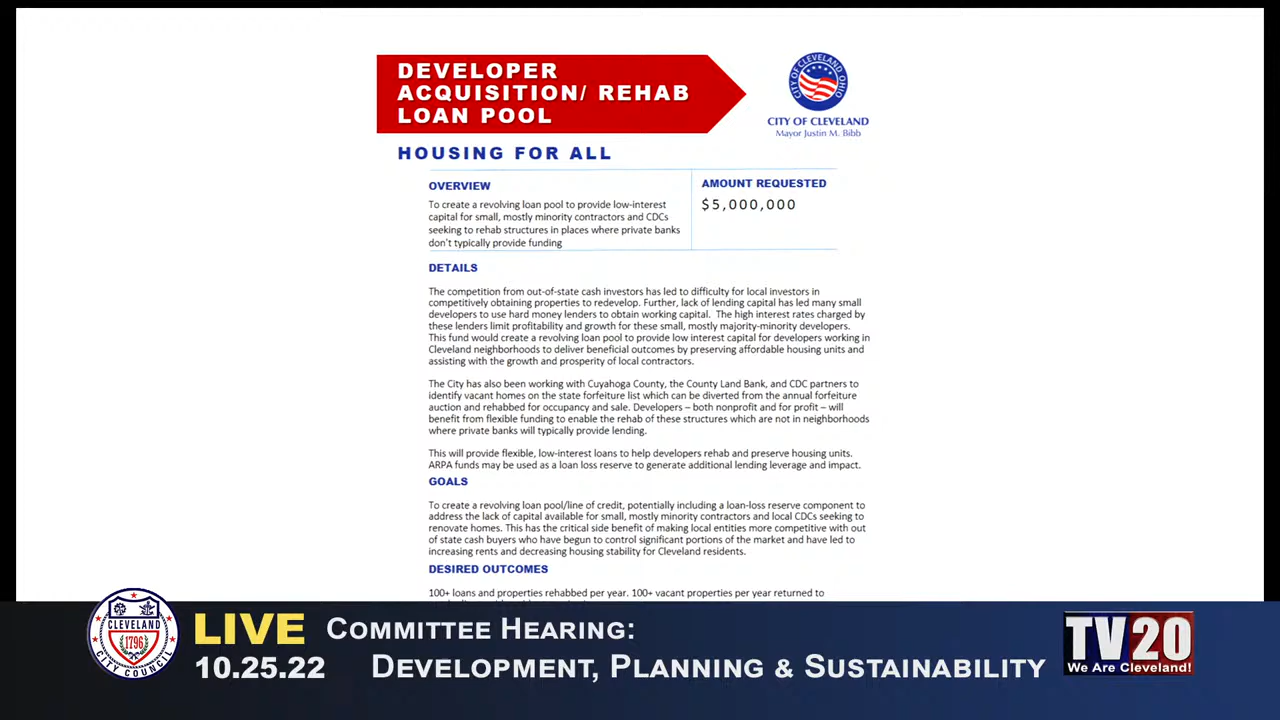 DEVELOPER
ACQUISITION/ REHAB
LOAN POOL
CITY OF CLEVELAND OHIO
CITY OF CLEVELAND
Mayor Justin M. Bibb
HOUSING FOR ALL
OVERVIEW
To create a revolving loan pool to provide low-interest
capital for small, mostly minority contractors and CDCs
seeking to rehab structures in places where private banks
don't typically provide funding
AMOUNT REQUESTED
$5,000,000
DETAILS
The competition from out-of-state cash investors has led to difficulty for local investors in
competitively obtaining properties to redevelop. Further, lack of lending capital has led many small
developers to use hard money lenders to obtain working capital. The high interest rates charged by
these lenders limit profitability and growth for these small, mostly majority-minority developers.
This fund would create a revolving loan pool to provide low interest capital for developers working in
Cleveland neighborhoods to deliver beneficial outcomes by preserving affordable housing units and
assisting with the growth and prosperity of local contractors.
The City has also been working with Cuyahoga County, the County Land Bank, and CDC partners to
identify vacant homes on the state forfeiture list which can be diverted from the annual forfeiture
auction and rehabbed for occupancy and sale. Developers – both nonprofit and for profit – will
benefit from flexible funding to enable the rehab of these structures which are not in neighborhoods
where private banks will typically provide lending.
This will provide flexible, low-interest loans to help developers rehab and preserve housing units.
ARPA funds may be used as a loan loss reserve to generate additional lending leverage and impact.
GOALS
To create a revolving loan pool/line of credit, potentially including a loan-loss reserve component to
address the lack of capital available for small, mostly minority contractors and local CDCs seeking to
renovate homes. This has the critical side benefit of making local entities more competitive with out
of state cash buyers who have begun to control significant portions of the market and have led to
increasing rents and decreasing housing stability for Cleveland residents.
DESIRED OUTCOMES
100+ loans and properties rehabbed per year. 100+ vacant properties per year returned to
CLEVELAND
1796
CITY COUNCIL
LIVE
10.25.22
COMMITTEE HEARING:
DEVELOPMENT, PLANNING & SUSTAINABILITY
TV20
We Are Cleveland!